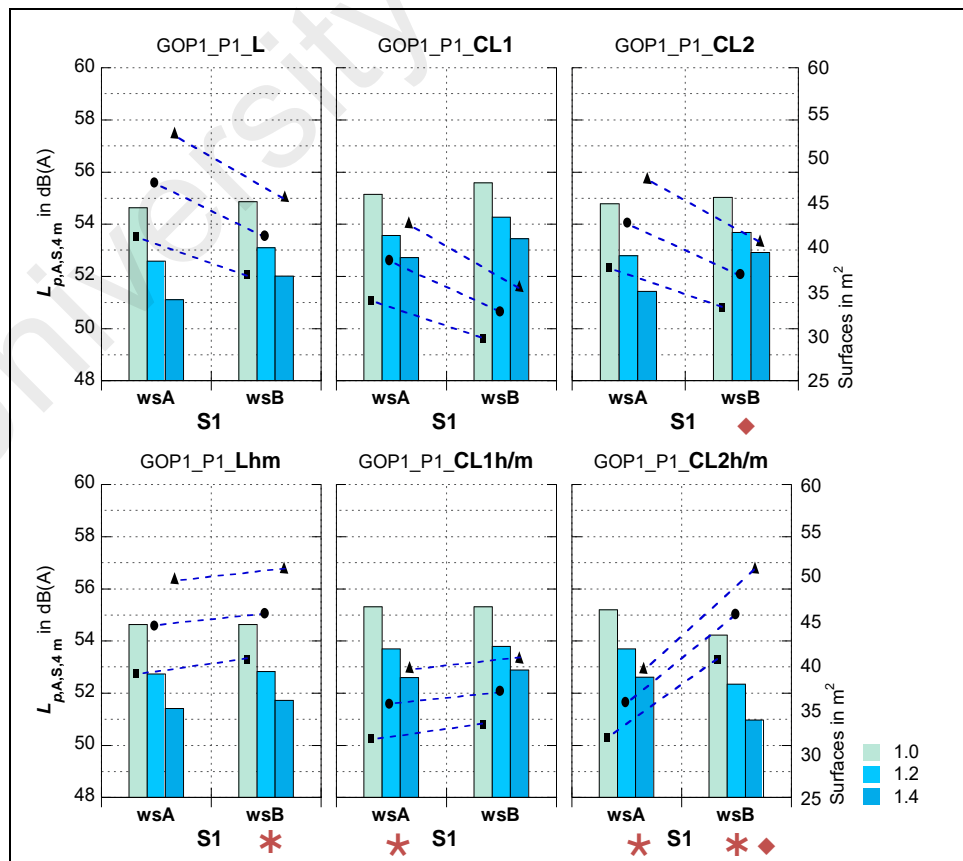 University
GOP1_P1_L GOP1_P1_CL1 GOP1_P1_CL2
60 60
58 55
56 50
54 45
52 40
50 35
48 30
25
Lp,A,S,4 m in dB(A)
Surfaces in m²
wsA wsB wsA wsB wsA wsB
S1 S1 S1
GOP1_P1_Lhm GOP1_P1_CL1h/m GOP1_P1_CL2h/m
60 60
58 55
56 50
54 45
52 40
50 35
48 30
25
Lp,A,S,4 m in dB(A)
Surfaces in m²
1.0
1.2
1.4
wsA wsB wsA wsB wsA wsB
S1 S1 S1